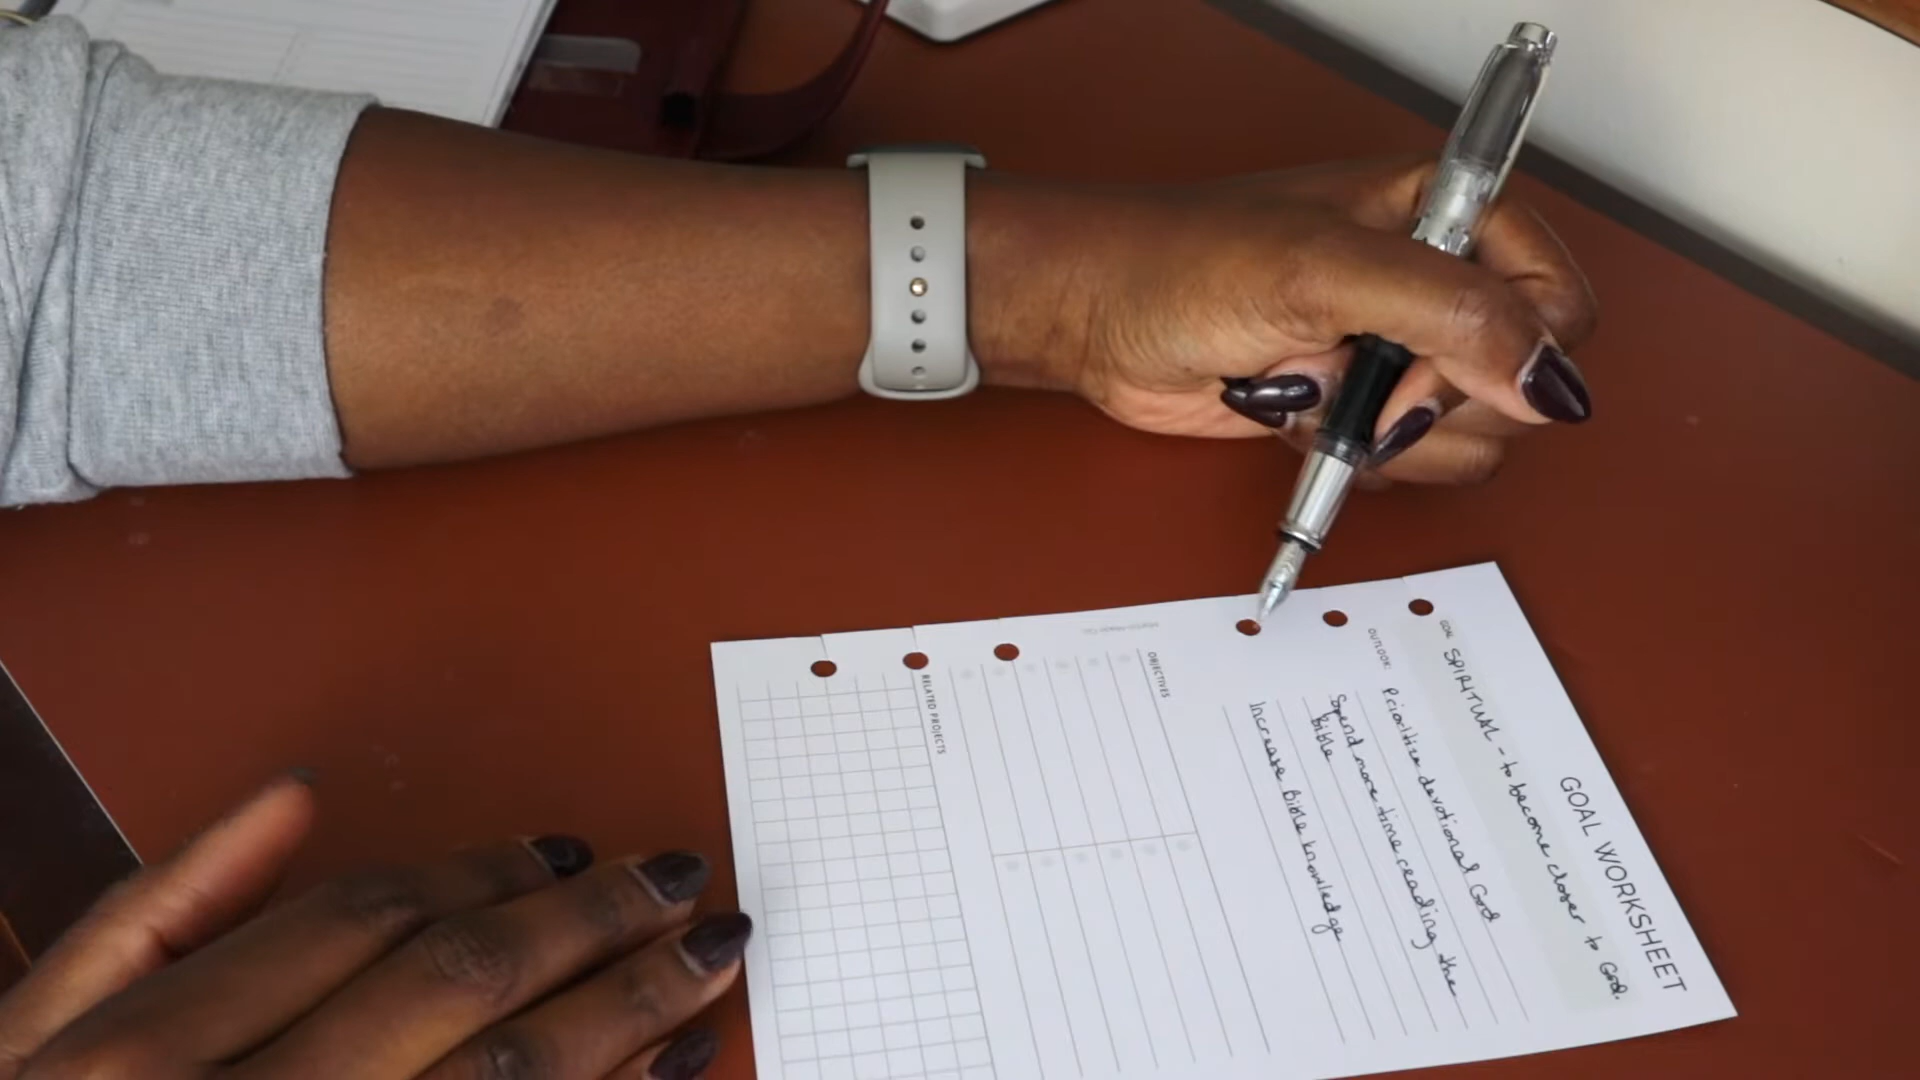 GOAL WORKSHEET
GOAL SPIRITUAL - to become closer to God.
OUTLOOK: Prioritize devotional God
Spend more time reading the
Bible
Increase Bible knowledge
OBJECTIVES
RELATED PROJECTS